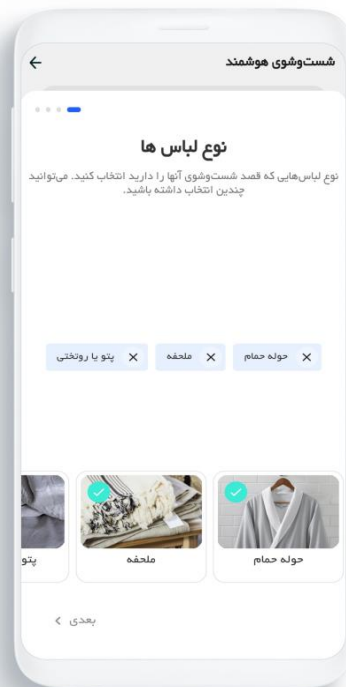 شست‌وشوی هوشمند
نوع لباس ها
نوع لباس‌هایی که قصد شست‌وشوی آنها را دارید انتخاب کنید. می‌توانید
چندین انتخاب داشته باشید.
حوله حمام
ملحفه
پتو یا روتختی
حوله حمام
ملحفه
پتو
بعدی